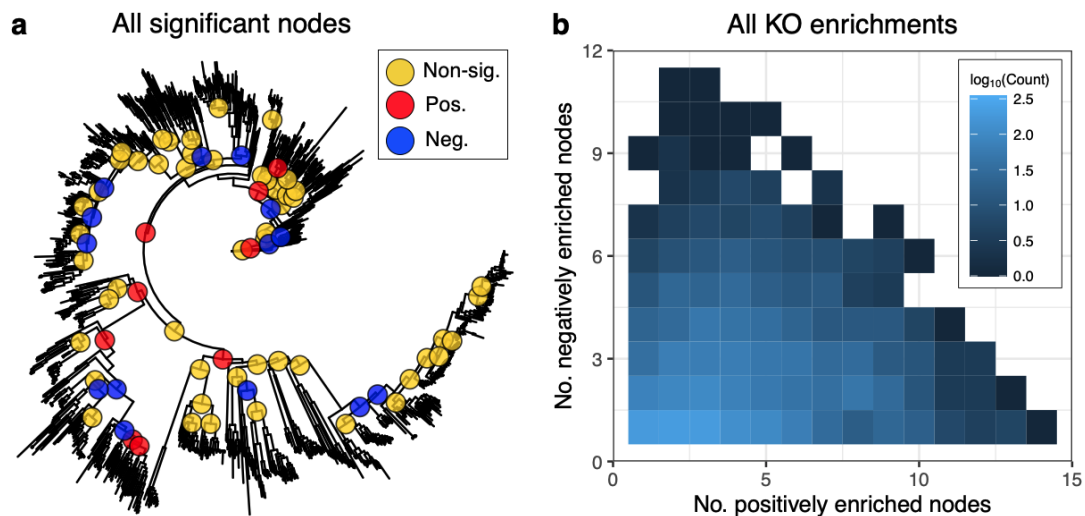 a
All significant nodes
Non-sig.
Pos.
Neg.
b
All KO enrichments
12
9
6
3
0
No. negatively enriched nodes
log10(Count)
2.5
2.0
1.5
1.0
0.5
0.0
0
5
10
15
No. positively enriched nodes